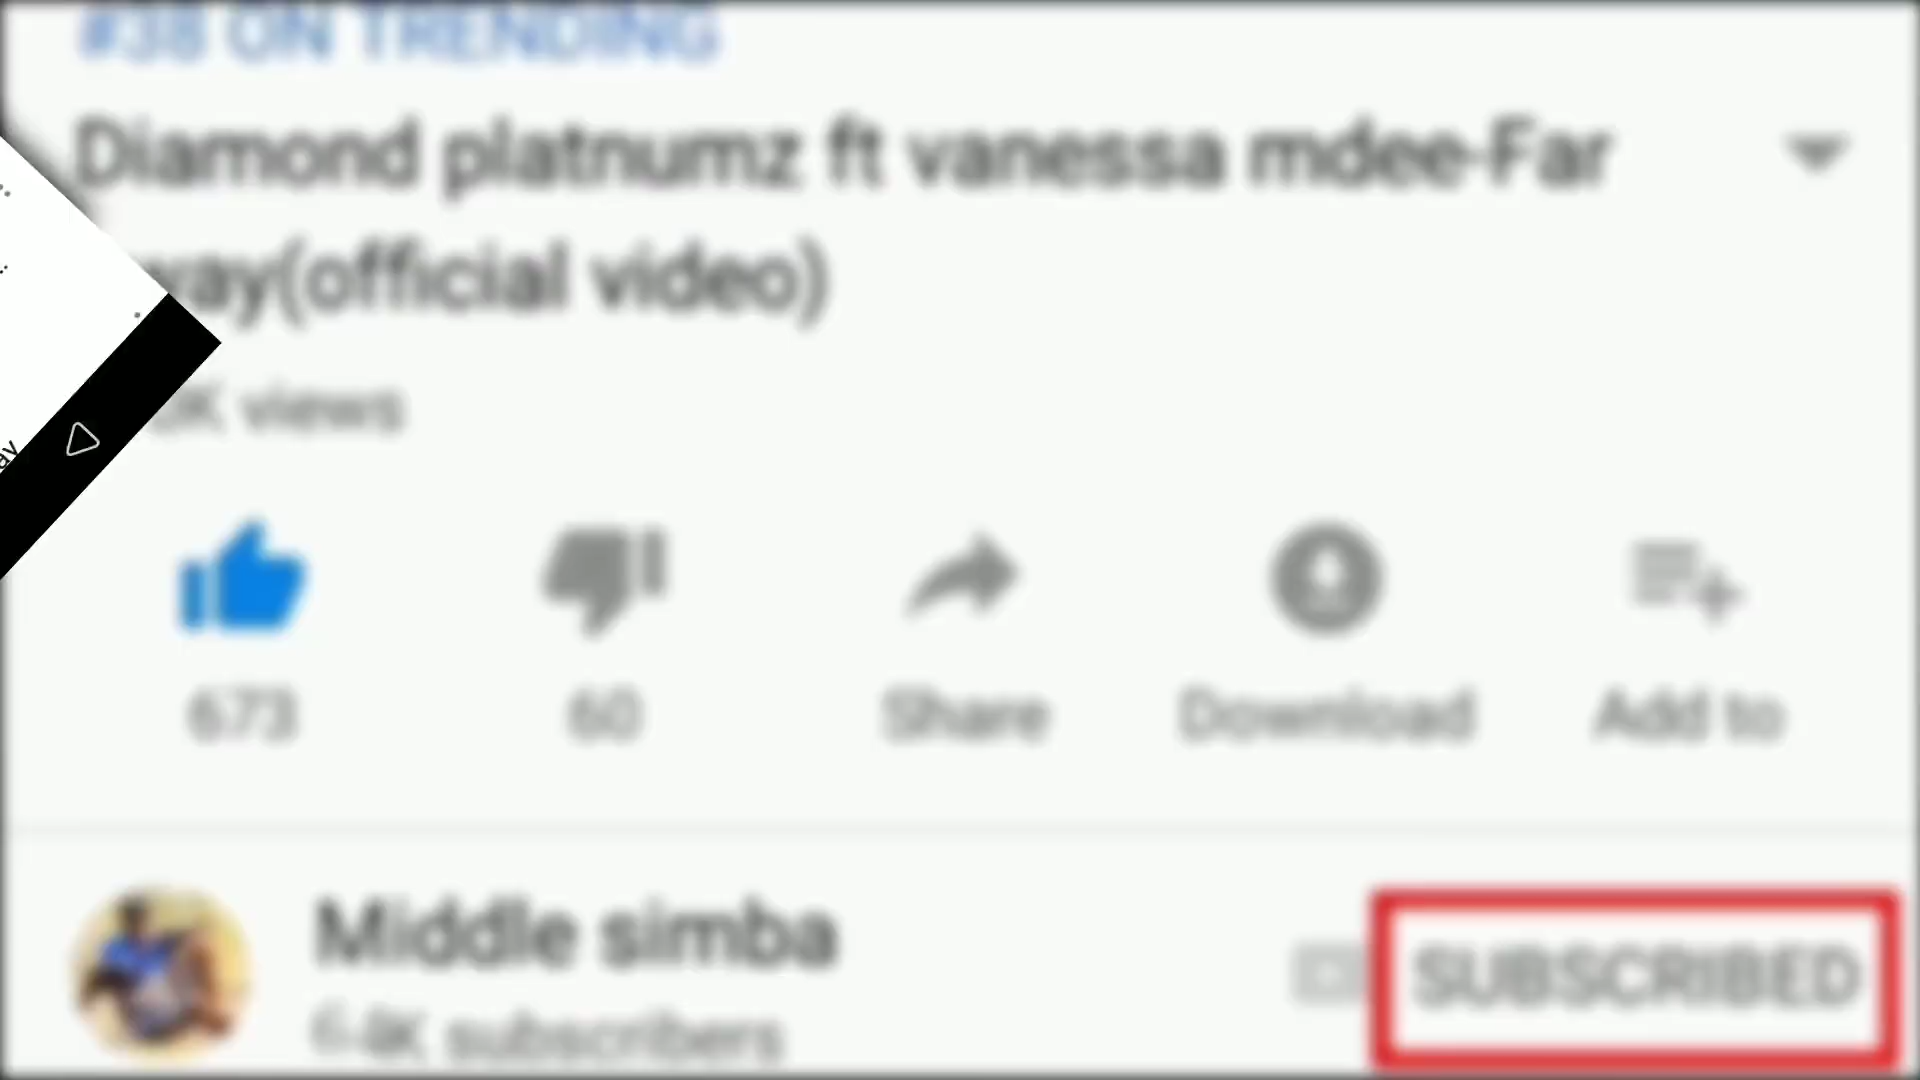 #38 ON TRENDING
Diamond platnumz ft vanessa mdee-Far
way(official video)
K views
673
60
Share
Download
Add to
Middle simba
subscribers
SUBSCRIBED